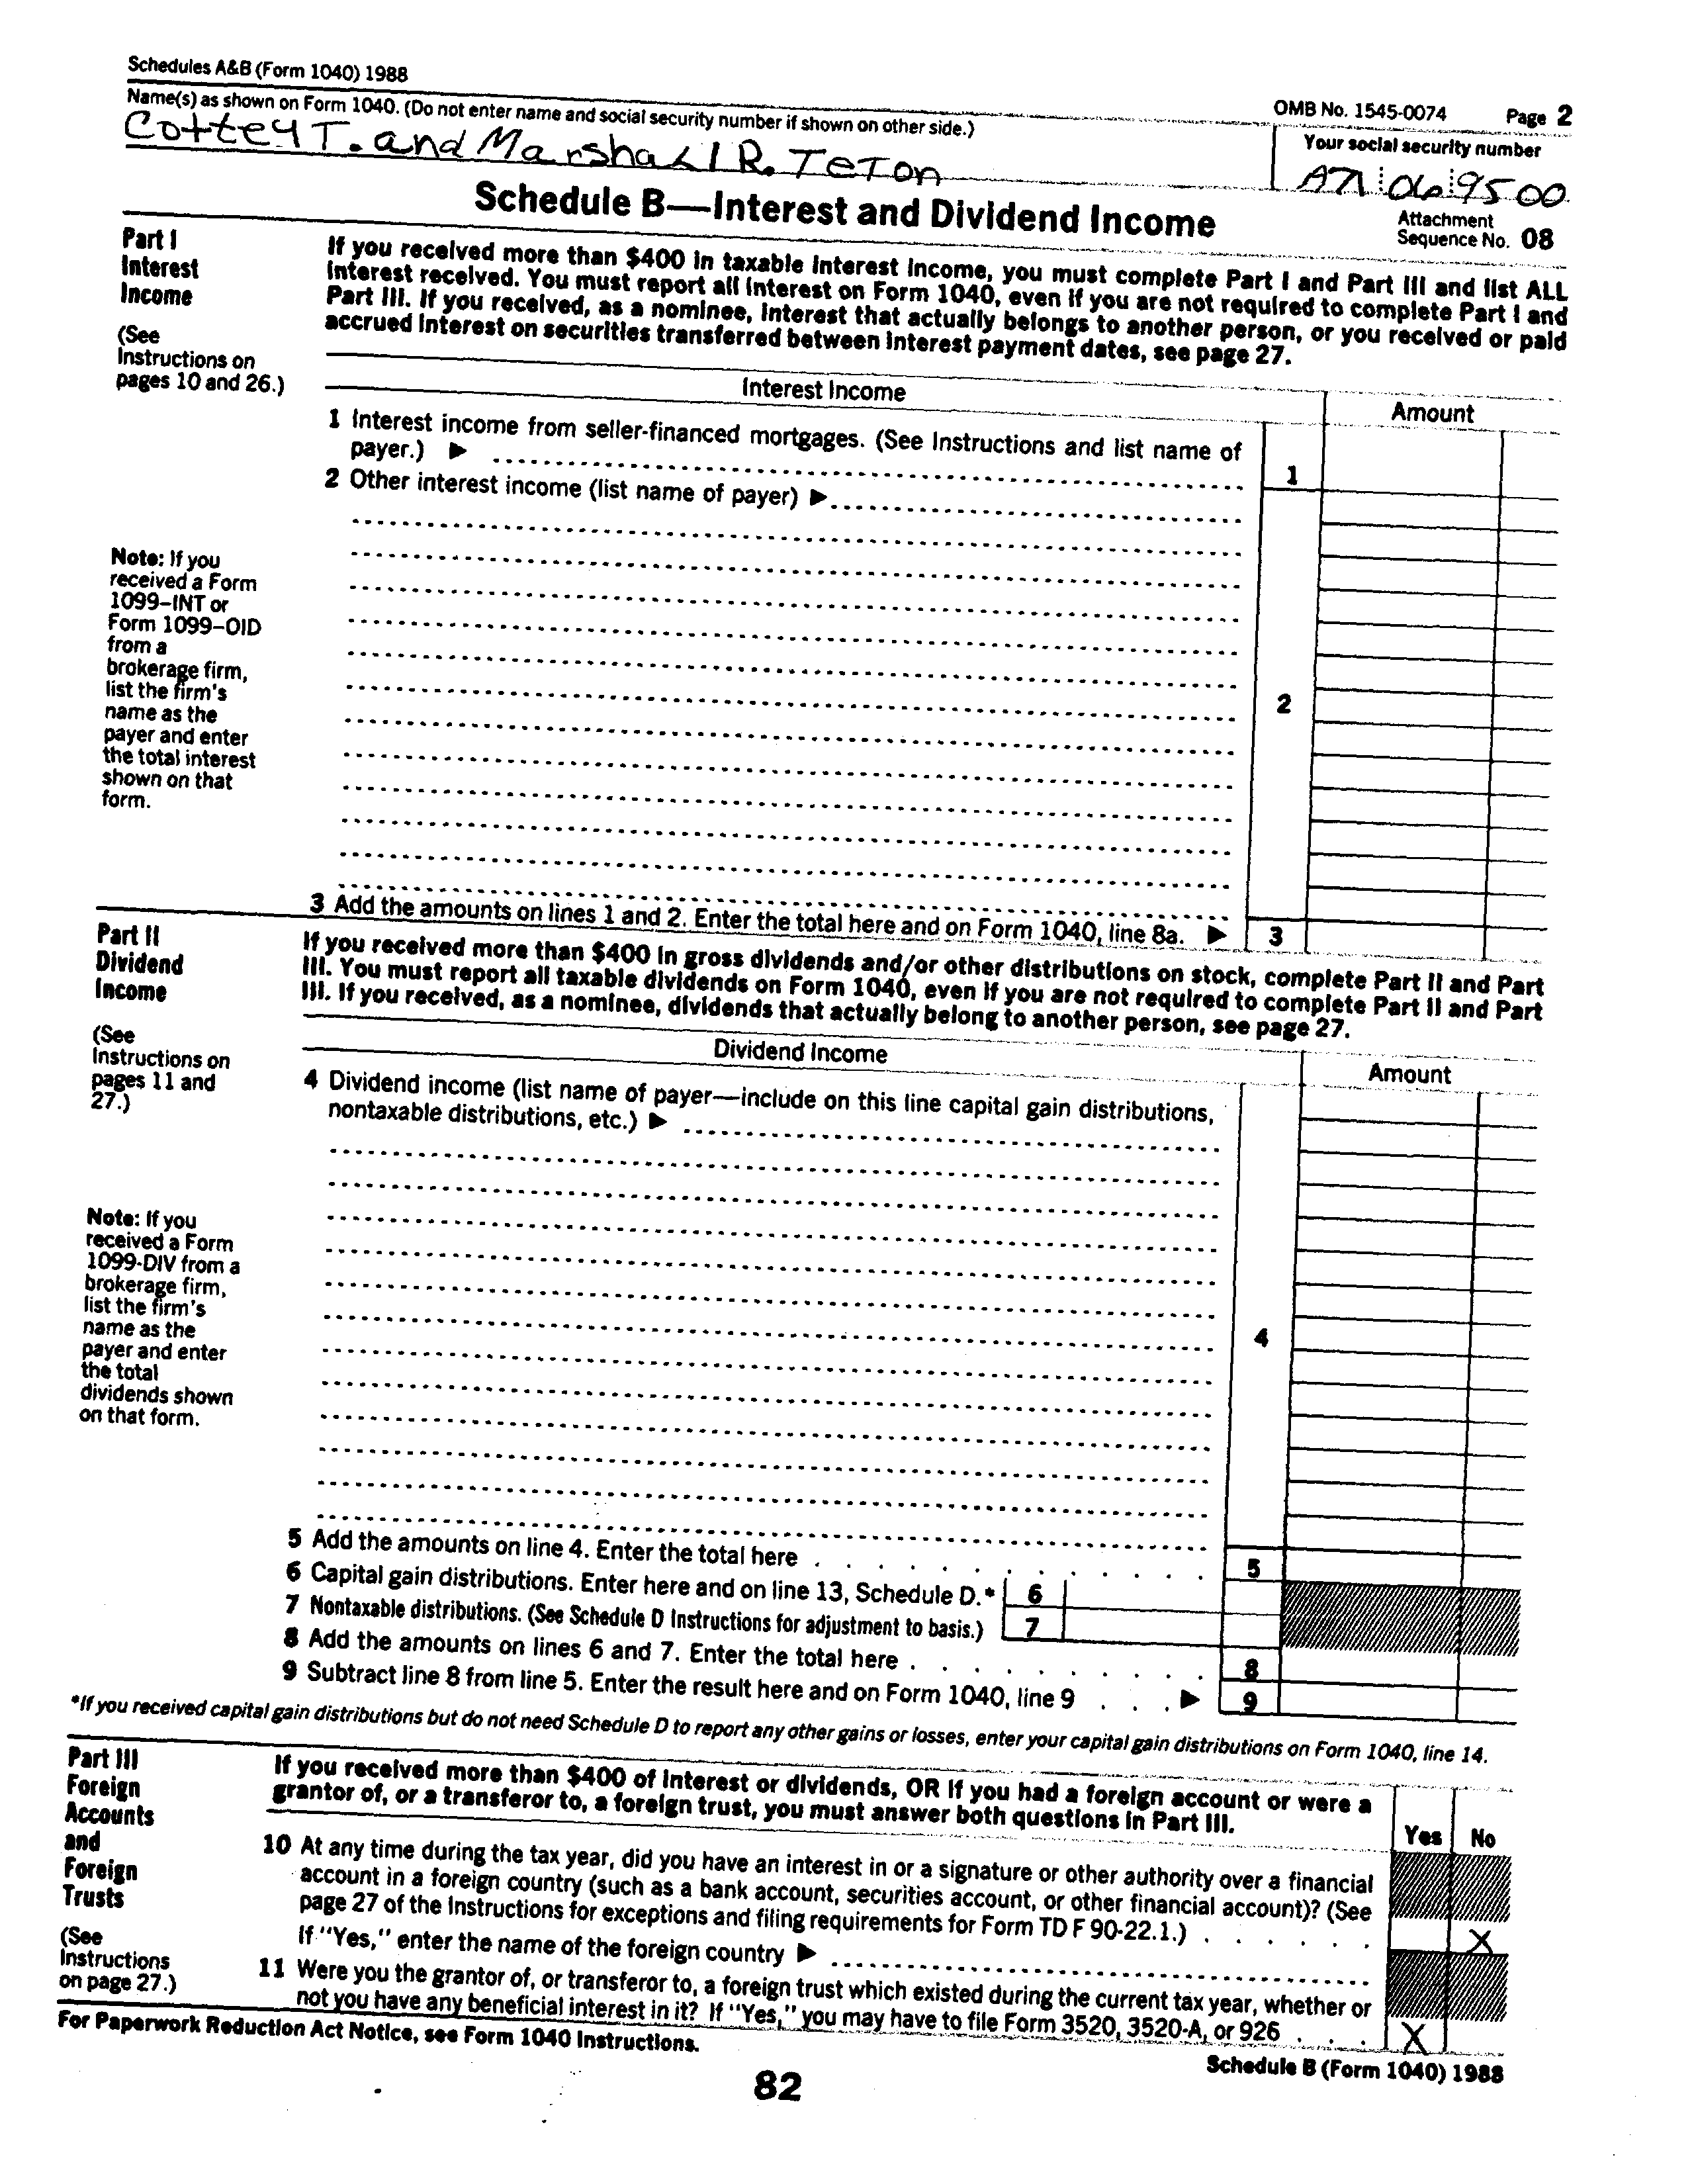 Schedules A&B (Form 1040) 1988
OMB No. 1545-0074 Page 2
Name(s) as shown on Form 1040. (Do not enter name and social security number if shown on other side.)
Your social security number
Cottey T. and Marshall R. Teton
06 9500
Schedule B—Interest and Dividend Income
Attachment
Sequence No. 08
Part I
Interest
Income
(See
Instructions on
pages 10 and 26.)
If you received more than $400 in taxable interest income, you must complete Part I and Part III and list ALL
interest received. You must report all interest on Form 1040, even if you are not required to complete Part I and
Part III. If you received, as a nominee, interest that actually belongs to another person, or you received or paid
accrued interest on securities transferred between interest payment dates, see page 27.
Interest Income
Amount
1 Interest income from seller-financed mortgages. (See Instructions and list name of
payer.) ▶
1
2 Other interest income (list name of payer) ▶
Note: If you
received a Form
1099–INT or
Form 1099–OID
from a
brokerage firm,
list the firm's
name as the
payer and enter
the total interest
shown on that
form.
2
3 Add the amounts on lines 1 and 2. Enter the total here and on Form 1040, line 8a. ▶ 3
Part II
Dividend
Income
(See
Instructions on
pages 11 and
27.)
If you received more than $400 in gross dividends and/or other distributions on stock, complete Part II and Part
III. You must report all taxable dividends on Form 1040, even if you are not required to complete Part II and Part
III. If you received, as a nominee, dividends that actually belong to another person, see page 27.
Dividend Income
Amount
4 Dividend income (list name of payer—include on this line capital gain distributions,
nontaxable distributions, etc.) ▶
Note: If you
received a Form
1099-DIV from a
brokerage firm,
list the firm's
name as the
payer and enter
the total
dividends shown
on that form.
4
5 Add the amounts on line 4. Enter the total here . . . . . . . . . . . 5
6 Capital gain distributions. Enter here and on line 13, Schedule D.* 6
7 Nontaxable distributions. (See Schedule D Instructions for adjustment to basis.) 7
8 Add the amounts on lines 6 and 7. Enter the total here . . . . . . . . . . 8
9 Subtract line 8 from line 5. Enter the result here and on Form 1040, line 9 . . . ▶ 9
*If you received capital gain distributions but do not need Schedule D to report any other gains or losses, enter your capital gain distributions on Form 1040, line 14.
Part III
Foreign
Accounts
and
Foreign
Trusts
(See
Instructions
on page 27.)
If you received more than $400 of interest or dividends, OR if you had a foreign account or were a
grantor of, or a transferor to, a foreign trust, you must answer both questions in Part III.
Yes No
10 At any time during the tax year, did you have an interest in or a signature or other authority over a financial
account in a foreign country (such as a bank account, securities account, or other financial account)? (See
page 27 of the Instructions for exceptions and filing requirements for Form TD F 90-22.1.) . . . . . . X
If "Yes," enter the name of the foreign country ▶
11 Were you the grantor of, or transferor to, a foreign trust which existed during the current tax year, whether or
not you have any beneficial interest in it? If "Yes," you may have to file Form 3520, 3520-A, or 926 . . . X
For Paperwork Reduction Act Notice, see Form 1040 Instructions.
Schedule B (Form 1040) 1988
82